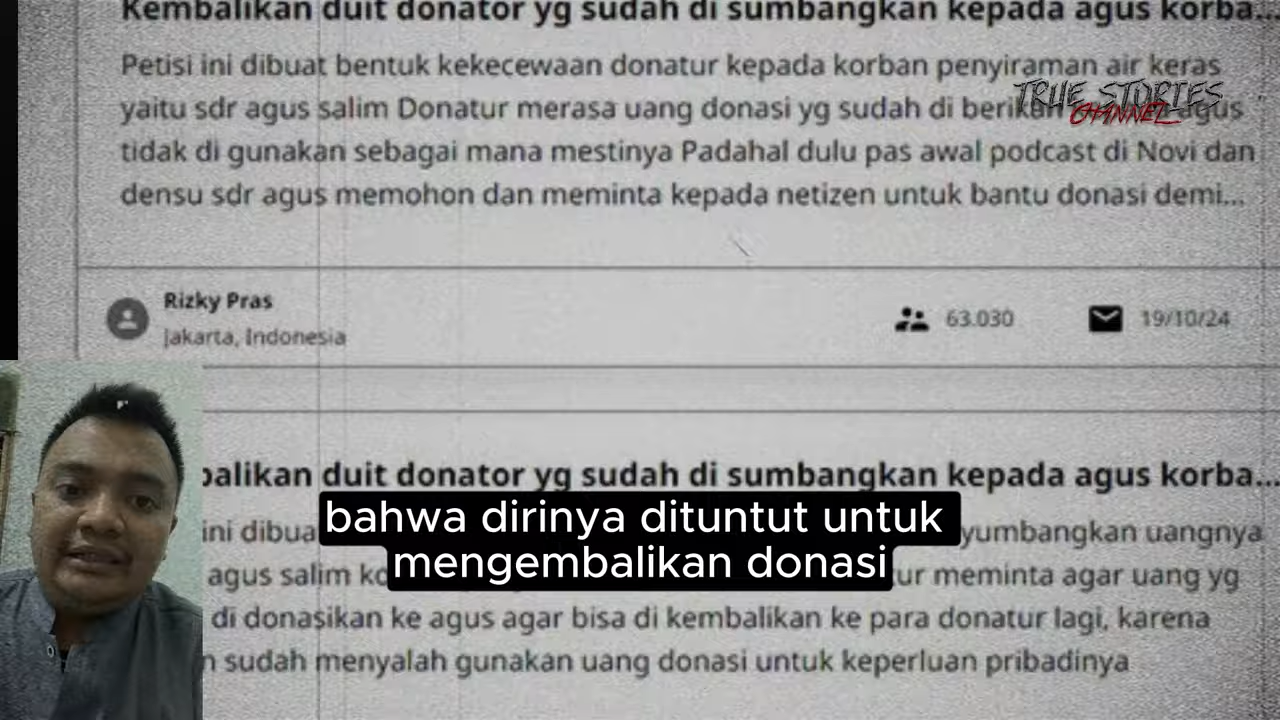 Kembalikan duit donator yg sudah di sumbangkan kepada agus korba...
Petisi ini dibuat bentuk kekecewaan donatur kepada korban penyiraman air keras
TRUE STORIES
CHANNEL
yaitu sdr agus salim Donatur merasa uang donasi yg sudah di berikan agus
tidak di gunakan sebagai mana mestinya Padahal dulu pas awal podcast di Novi dan
densu sdr agus memohon dan meminta kepada netizen untuk bantu donasi demi...
Rizky Pras
63.030
19/10/24
Jakarta, Indonesia
balikan duit donator yg sudah di sumbangkan kepada agus korba...
bahwa dirinya dituntut untuk
mengembalikan donasi
ini yumbangkan uangnya
agus salim meminta agar uang yg
di donasikan ke agus agar bisa di kembalikan ke para donatur lagi, karena
sudah menyalah gunakan uang donasi untuk keperluan pribadinya